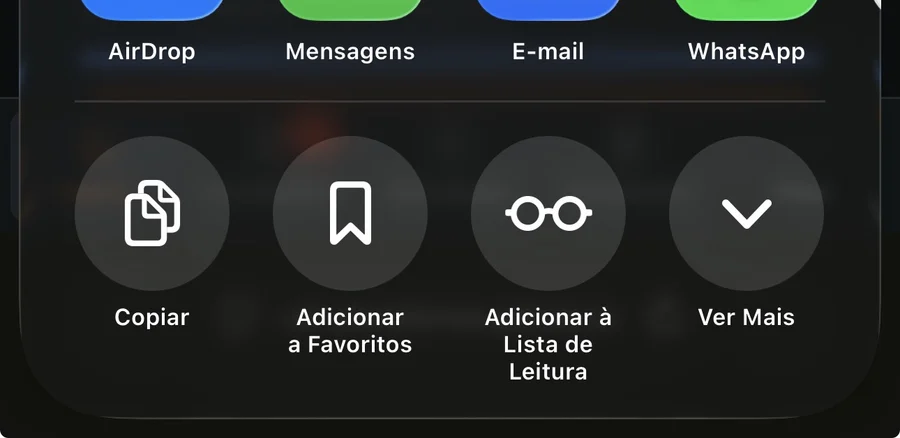 AirDrop
Mensagens
E-mail
WhatsApp
Copiar
Adicionar
a Favoritos
Adicionar à
Lista de
Leitura
Ver Mais